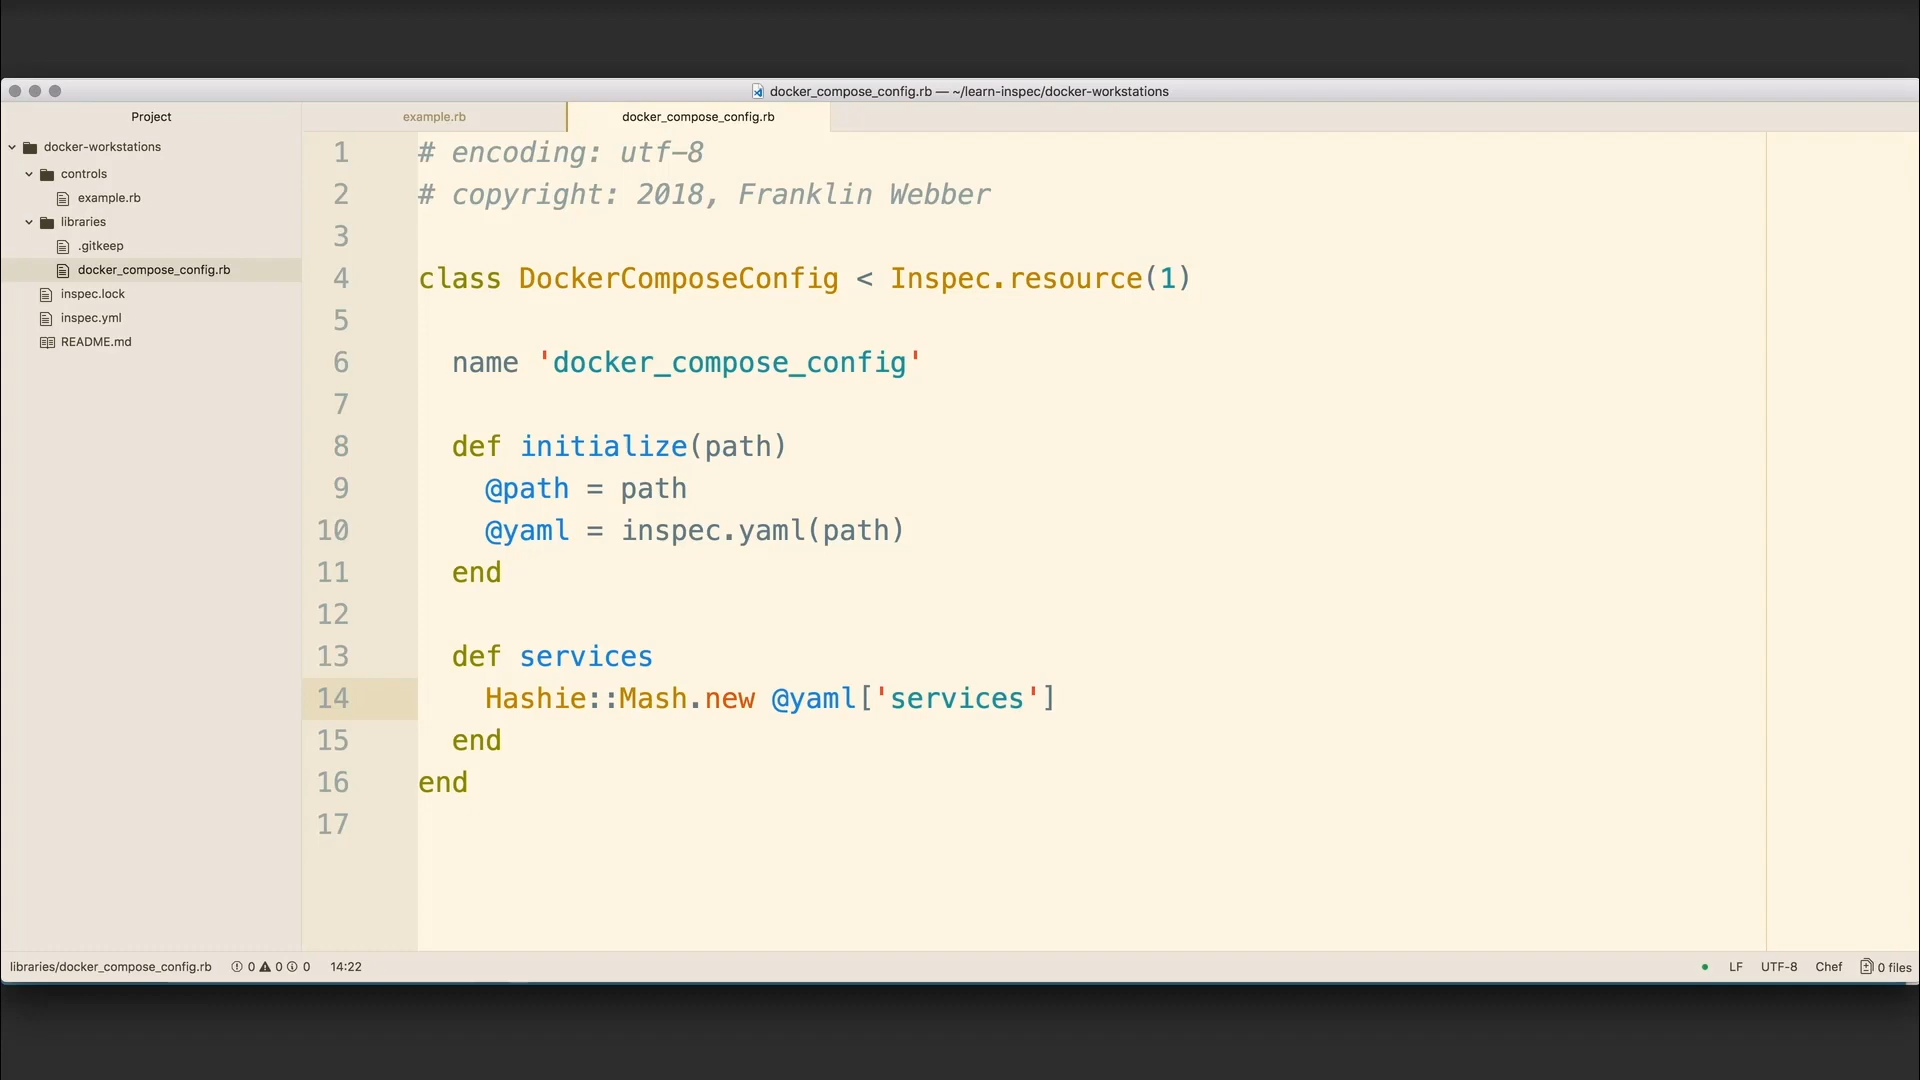 docker_compose_config.rb — ~/learn-inspec/docker-workstations
Project
docker-workstations
controls
example.rb
libraries
.gitkeep
docker_compose_config.rb
inspec.lock
inspec.yml
README.md
example.rb
docker_compose_config.rb
1 # encoding: utf-8
2 # copyright: 2018, Franklin Webber
3
4 class DockerComposeConfig < Inspec.resource(1)
5
6   name 'docker_compose_config'
7
8   def initialize(path)
9     @path = path
10     @yaml = inspec.yaml(path)
11   end
12
13   def services
14     Hashie::Mash.new @yaml['services']
15   end
16 end
17
libraries/docker_compose_config.rb 0 0 0 14:22
LF UTF-8 Chef 0 files